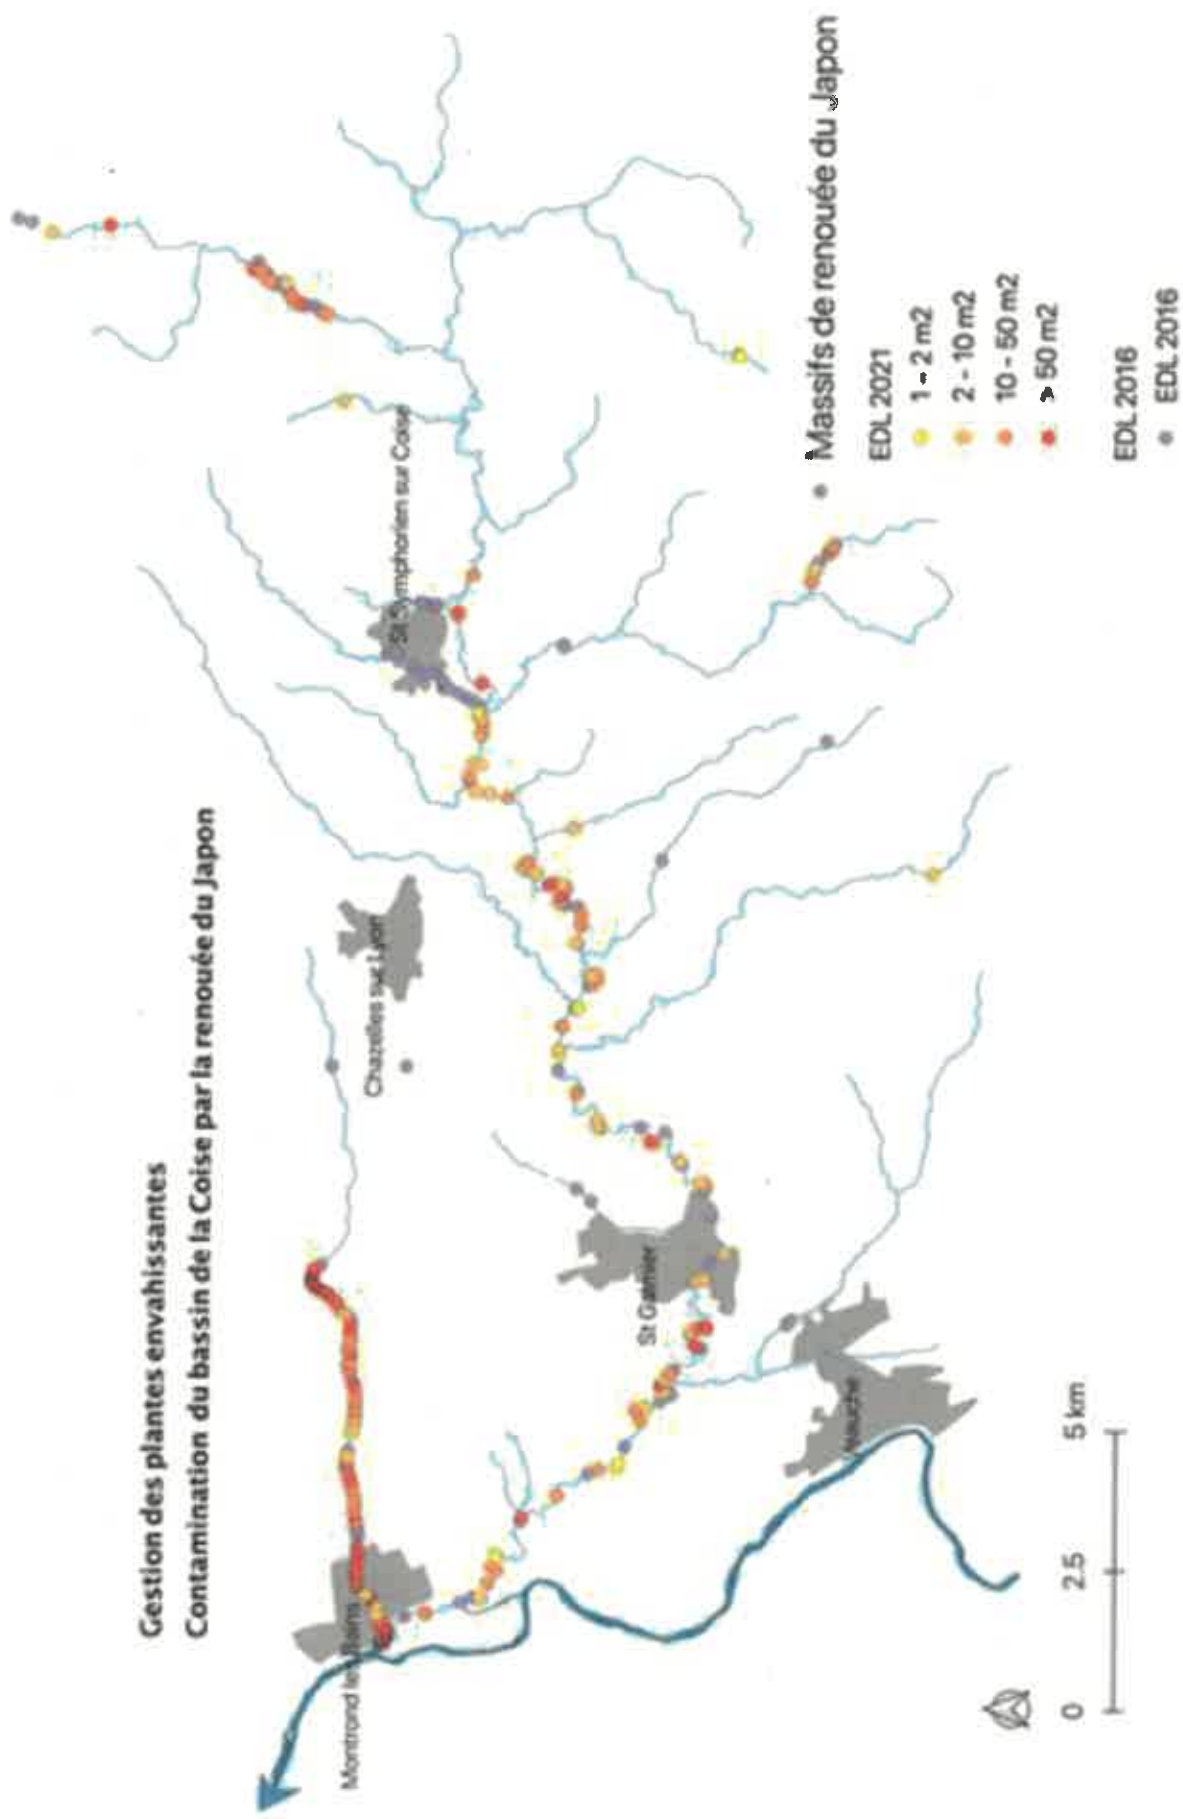 Gestion des plantes envahissantes
Contamination du bassin de la Coise par la renouée du Japon
Chazelles sur Lyon
St Symphorien sur Coise
Montrond les Bains
St Galmier
Massifs de renouée du Japon
EDL 2021
1 - 2 m2
2 - 10 m2
10 - 50 m2
> 50 m2
EDL 2016
EDL 2016
0 2.5 5 km